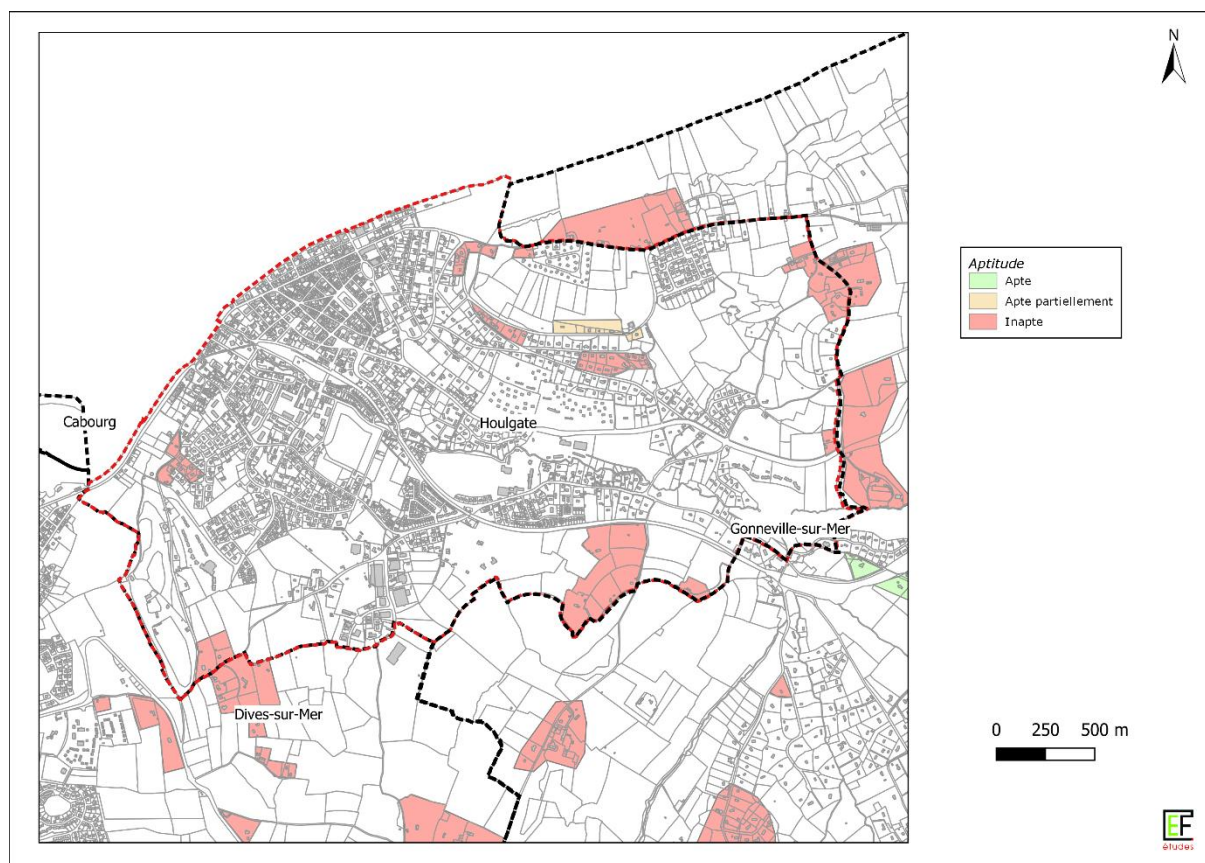 N
Cabourg
Houlgate
Gonneville-sur-Mer
Dives-sur-Mer
Aptitude
Apte
Apte partiellement
Inapte
0 250 500 m
EF
études